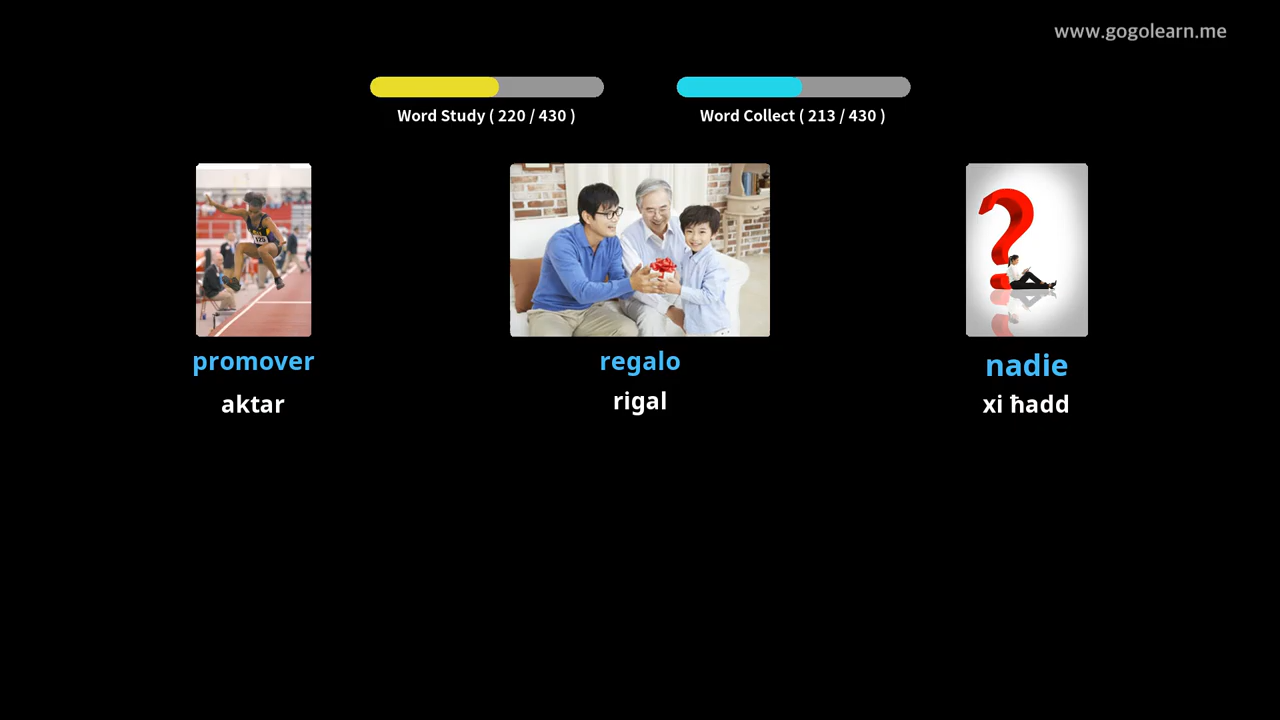 www.gogolearn.me
Word Study ( 220 / 430 )
Word Collect ( 213 / 430 )
promover
regalo
nadie
aktar
rigal
xi ħadd